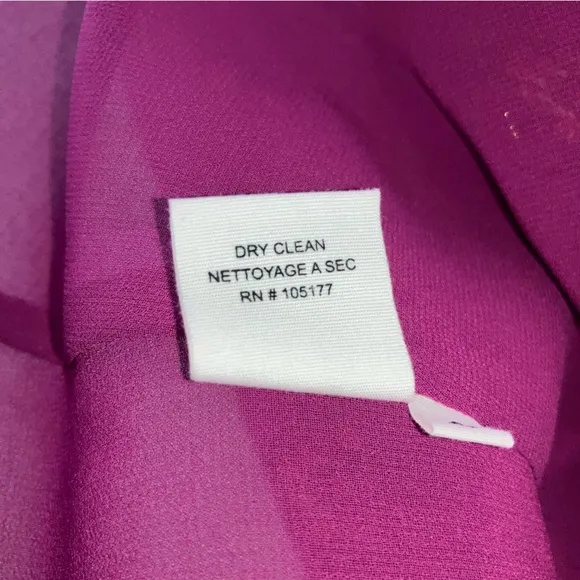 DRY CLEAN
NETTOYAGE A SEC
RN # 105177